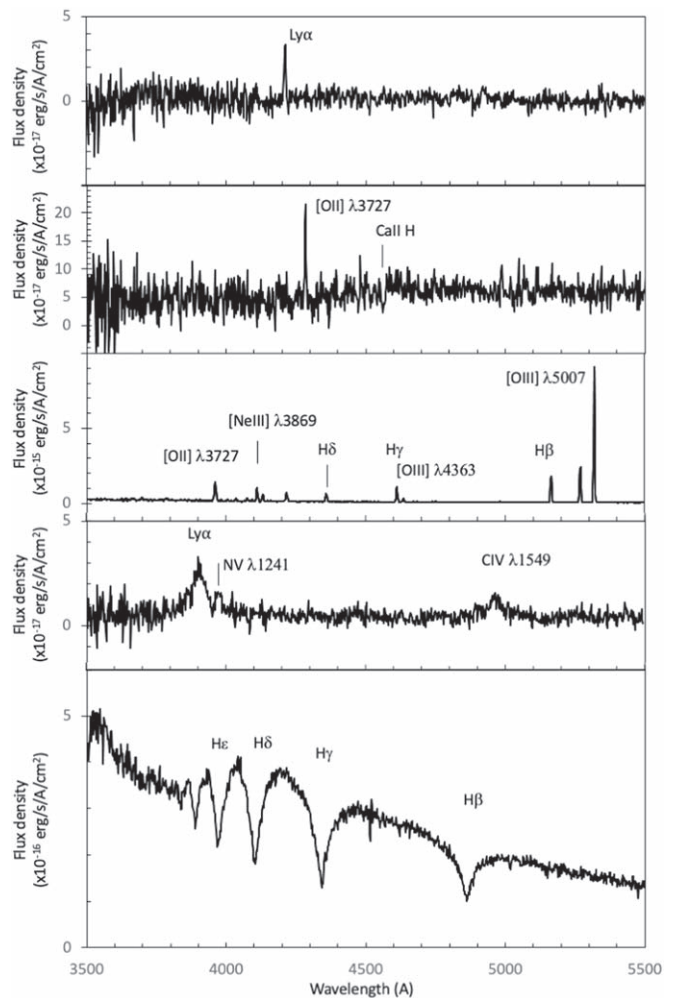 5
Lyα
0
Flux density
(x10-17 erg/s/A/cm2)
20
[OII] λ3727
15
CaII H
10
5
0
Flux density
(x10-17 erg/s/A/cm2)
[OIII] λ5007
[NeIII] λ3869
5
[OII] λ3727
Hδ
Hγ
[OIII] λ4363
Hβ
0
Flux density
(x10-15 erg/s/A/cm2)
5
Lyα
NV λ1241
CIV λ1549
0
Flux density
(x10-17 erg/s/A/cm2)
5
Hε
Hδ
Hγ
Hβ
0
Flux density
(x10-16 erg/s/A/cm2)
3500 4000 4500 5000 5500
Wavelength (A)